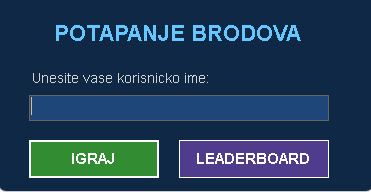 POTAPANJE BRODOVA
Unesite vase korisnicko ime:
IGRAJ
LEADERBOARD